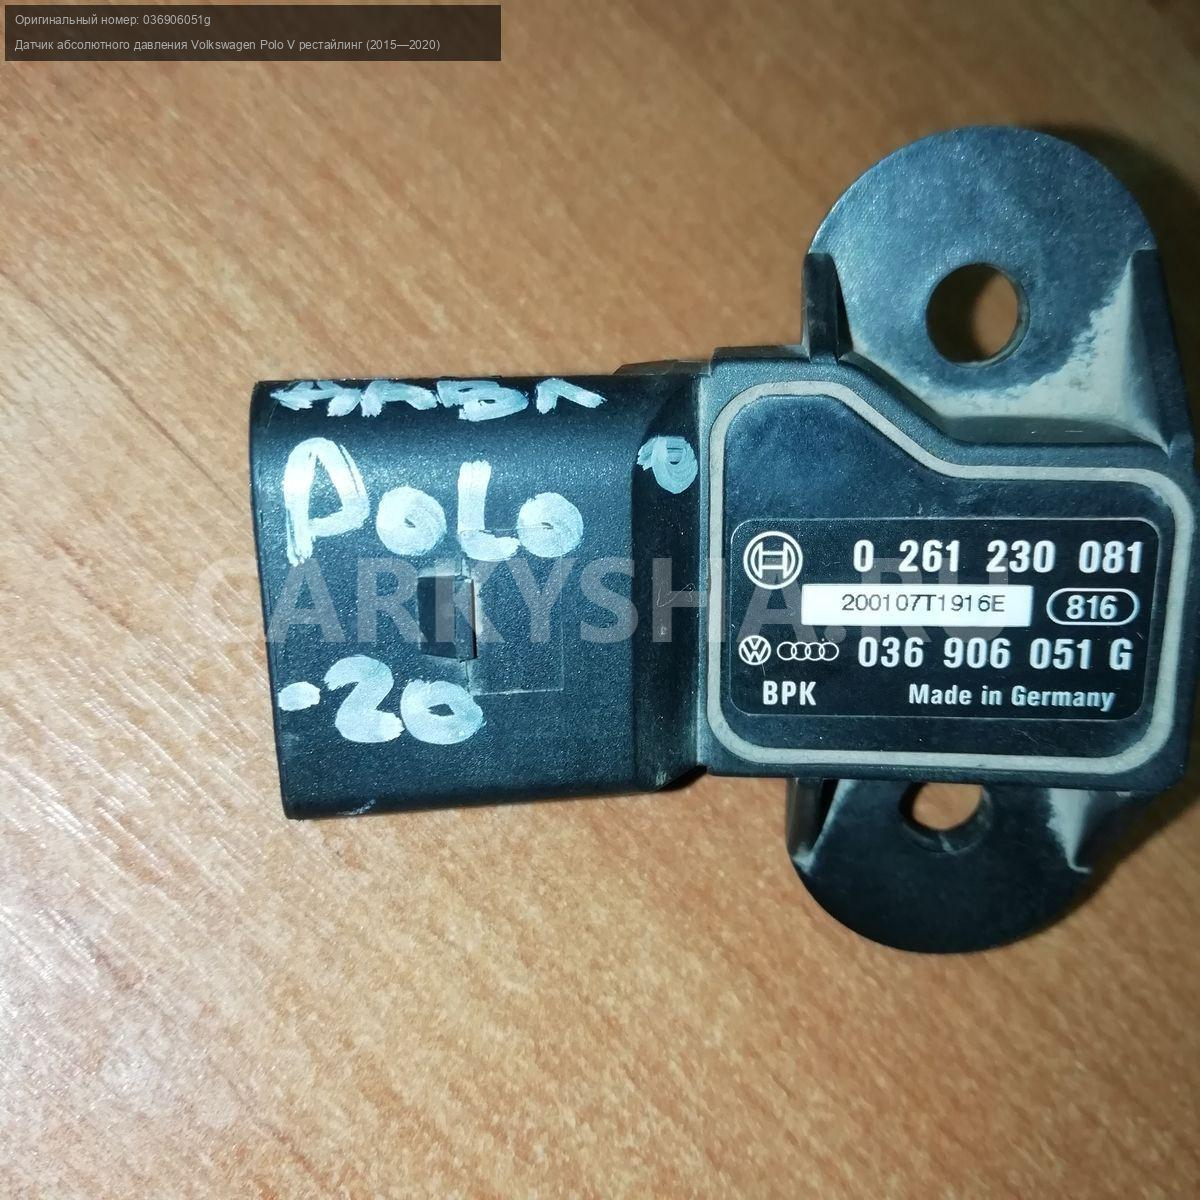 Оригинальный номер: 036906051g
Датчик абсолютного давления Volkswagen Polo V рестайлинг (2015—2020)
POLO
-20
CARKYSHA.RU
0 261 230 081
200107T1916E 816
036 906 051 G
BPK Made in Germany